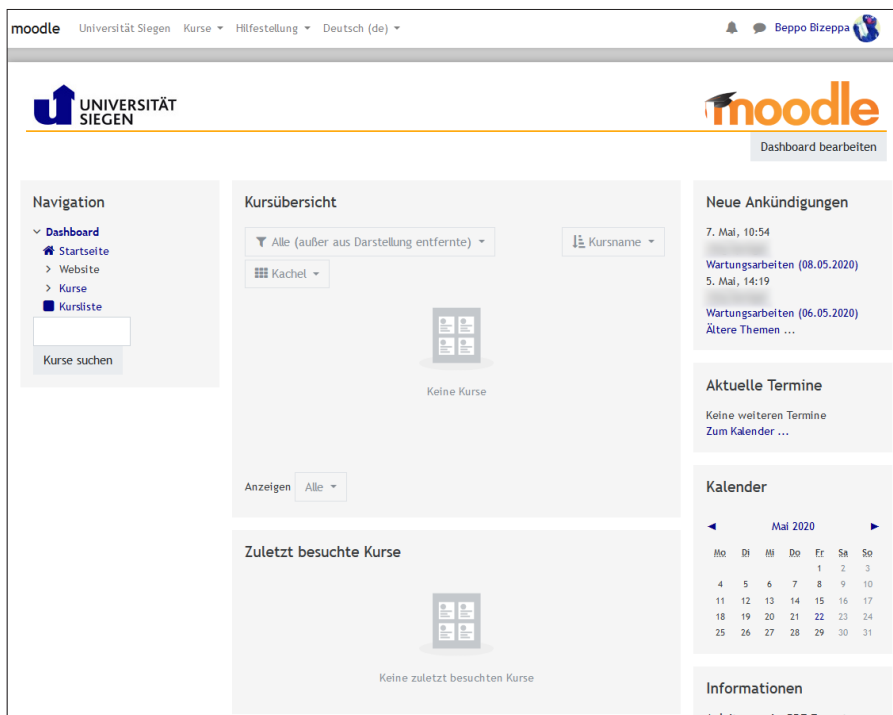 moodle Universität Siegen Kurse Hilfestellung Deutsch (de) Beppo Bizeppa
UNIVERSITÄT
SIEGEN
moodle
Dashboard bearbeiten
Navigation
Dashboard
Startseite
Website
Kurse
Kursliste
Kurse suchen
Kursübersicht
Alle (außer aus Darstellung entfernte) Kursname
Kachel
Keine Kurse
Anzeigen Alle
Zuletzt besuchte Kurse
Keine zuletzt besuchten Kurse
Neue Ankündigungen
7. Mai, 10:54
Wartungsarbeiten (08.05.2020)
5. Mai, 14:19
Wartungsarbeiten (06.05.2020)
Ältere Themen ...
Aktuelle Termine
Keine weiteren Termine
Zum Kalender ...
Kalender
◄ Mai 2020 ►
Mo Di Mi Do Fr Sa So
1 2 3
4 5 6 7 8 9 10
11 12 13 14 15 16 17
18 19 20 21 22 23 24
25 26 27 28 29 30 31
Informationen